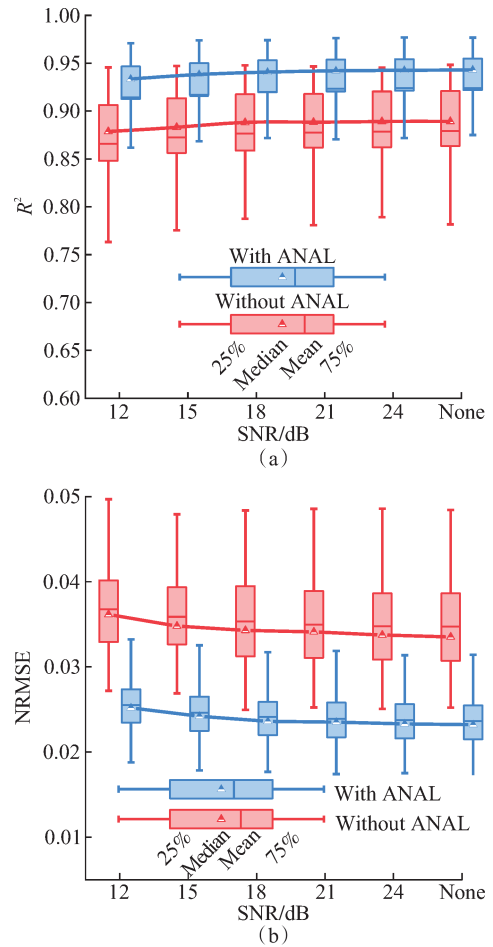 1.00
0.95
0.90
0.85
0.80
0.75
0.70
0.65
0.60
R²
With ANAL
Without ANAL
25% Median Mean 75%
12 15 18 21 24 None
SNR/dB
(a)
0.05
0.04
0.03
0.02
0.01
NRMSE
With ANAL
Without ANAL
25% Median Mean 75%
12 15 18 21 24 None
SNR/dB
(b)